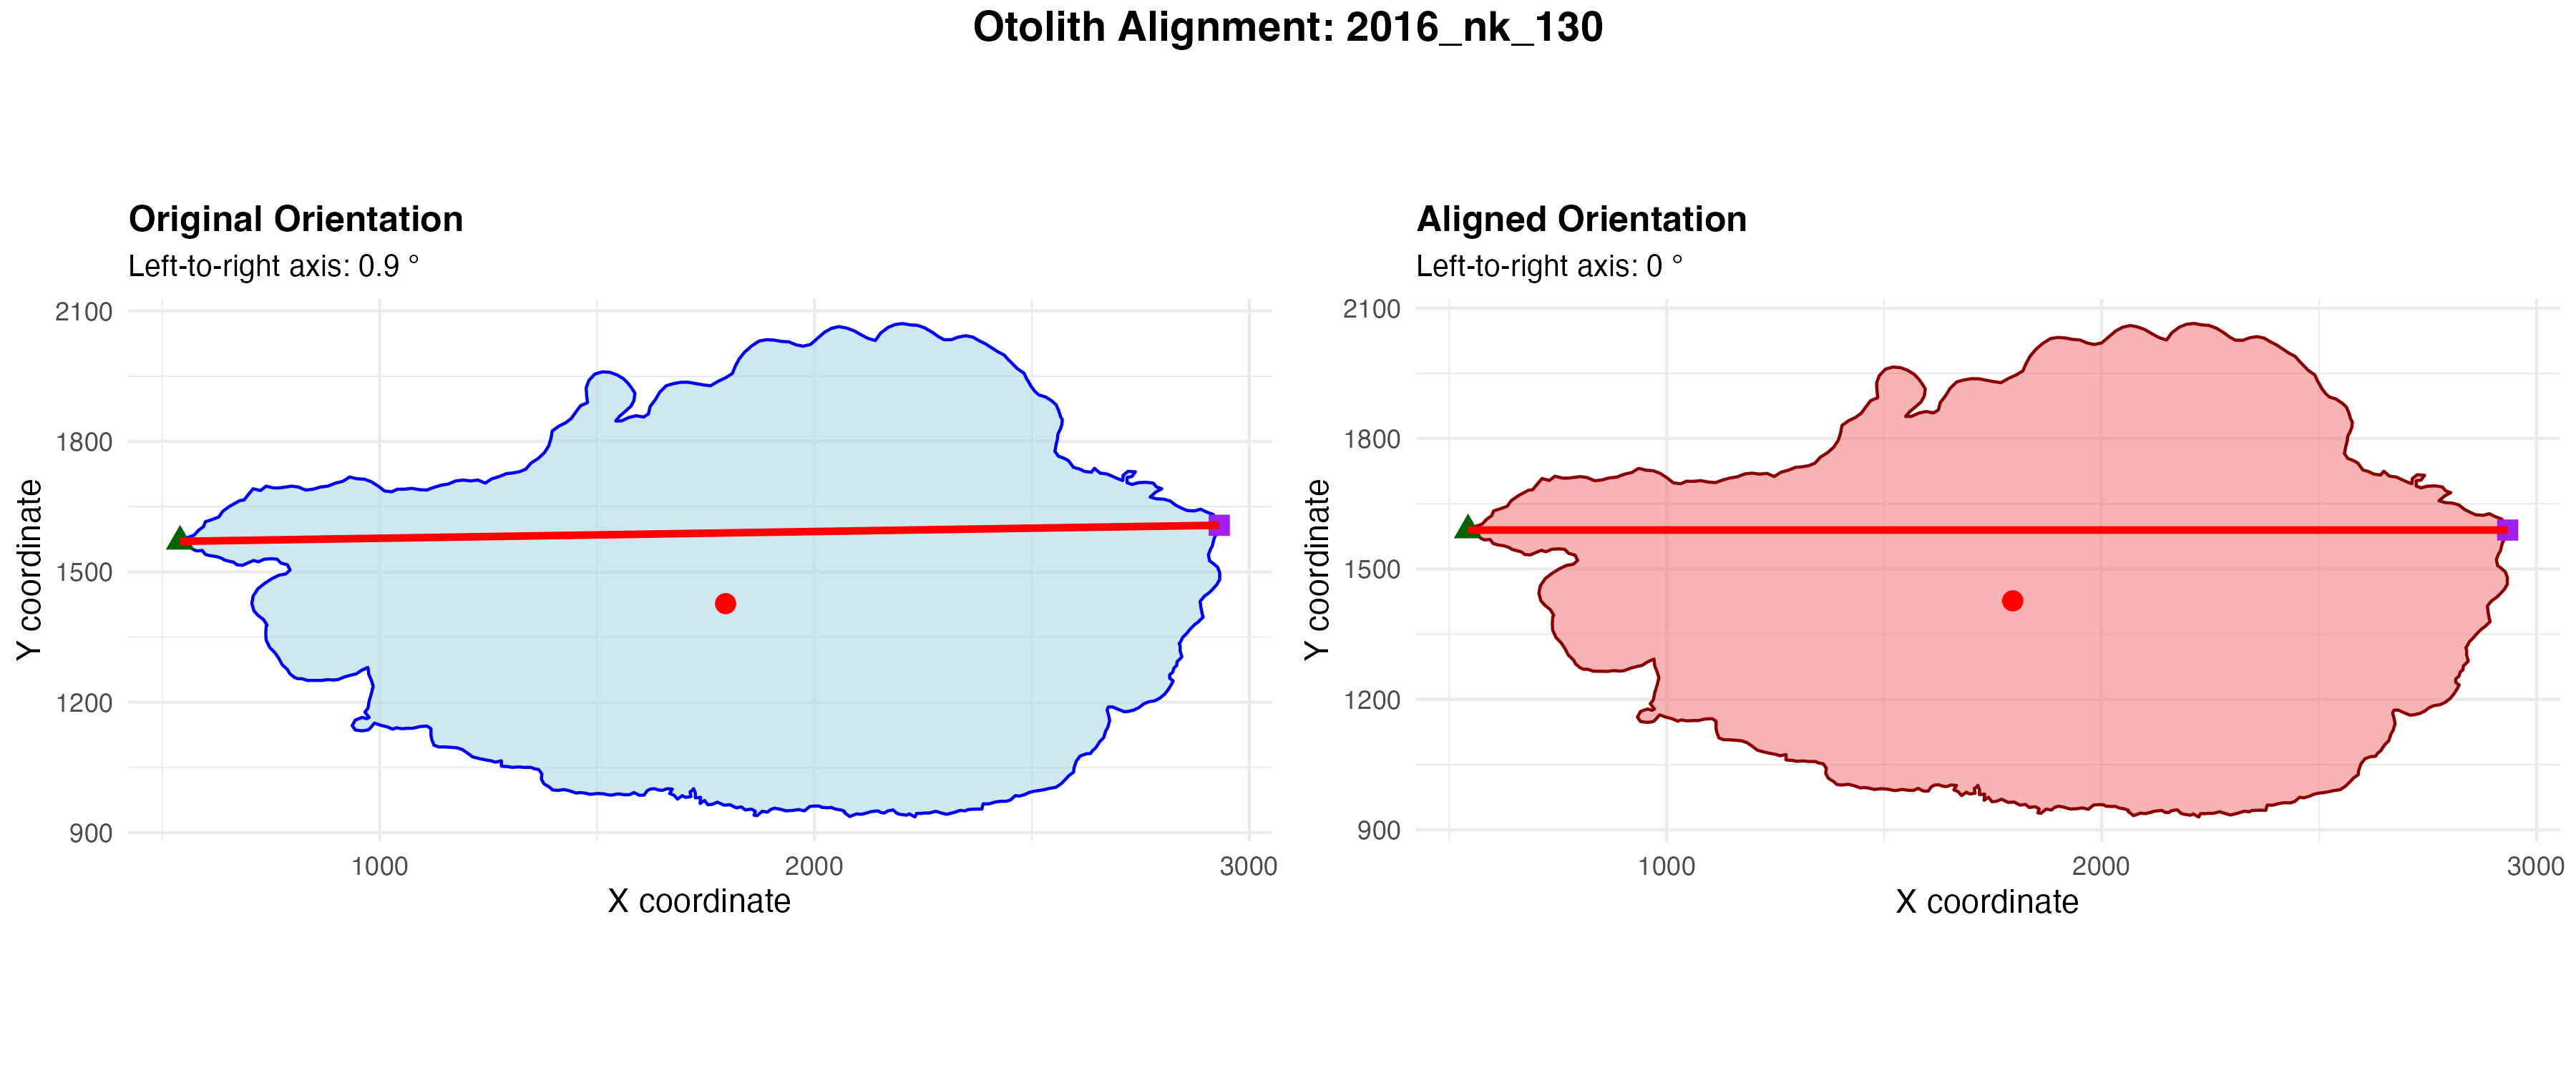 Otolith Alignment: 2016_nk_130
Original Orientation
Left-to-right axis: 0.9 °
2100
1800
1500
1200
900
Y coordinate
1000
2000
3000
X coordinate
Aligned Orientation
Left-to-right axis: 0 °
2100
1800
1500
1200
900
Y coordinate
1000
2000
3000
X coordinate